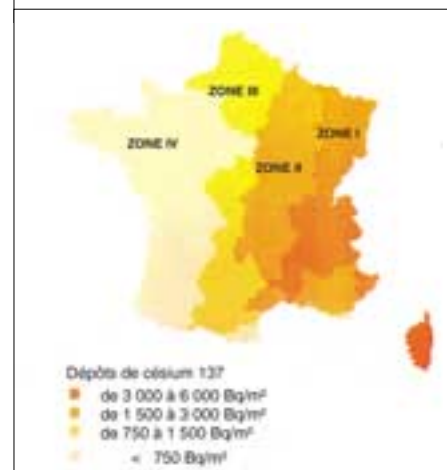 ZONE III
ZONE I
ZONE IV
ZONE II
Dépôts de césium 137
de 3 000 à 6 000 Bq/m²
de 1 500 à 3 000 Bq/m²
de 750 à 1 500 Bq/m²
< 750 Bq/m²